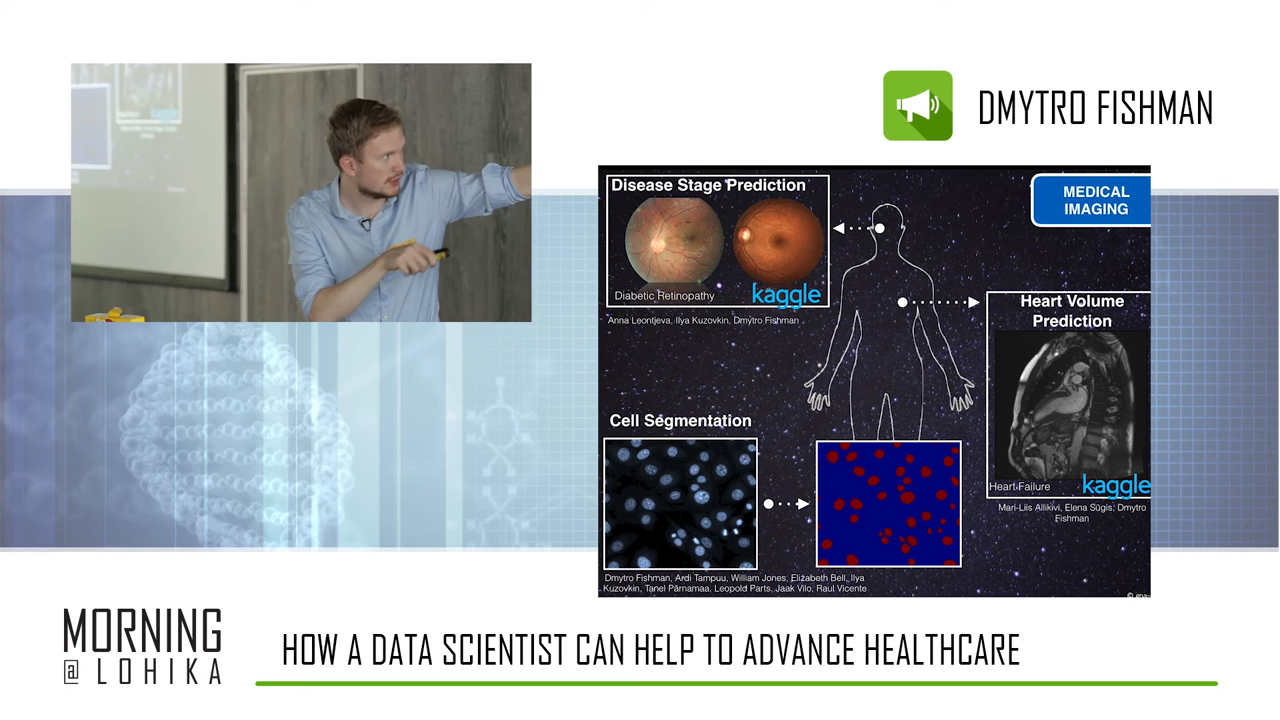 DMYTRO FISHMAN
MEDICAL
IMAGING
Disease Stage Prediction
Diabetic Retinopathy
kaggle
Anna Leontjeva, Ilya Kuzovkin, Dmytro Fishman
Heart Volume
Prediction
Heart Failure
kaggle
Mari-Liis Allikivi, Elena Sügis, Dmytro
Fishman
Cell Segmentation
Dmytro Fishman, Ardi Tampuu, William Jones, Elizabeth Bell, Ilya
Kuzovkin, Tanel Pärnamaa, Leopold Parts, Jaak Vilo, Raul Vicente
MORNING
@ LOHIKA
HOW A DATA SCIENTIST CAN HELP TO ADVANCE HEALTHCARE